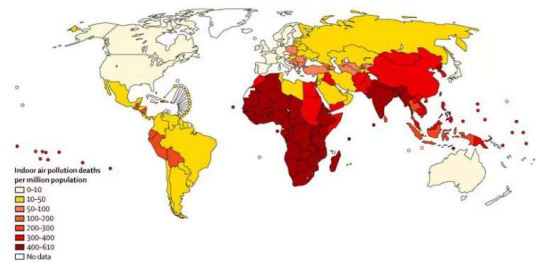 Indoor air pollution deaths
per million population
0–10
10–50
50–100
100–200
200–300
300–400
400–610
No data